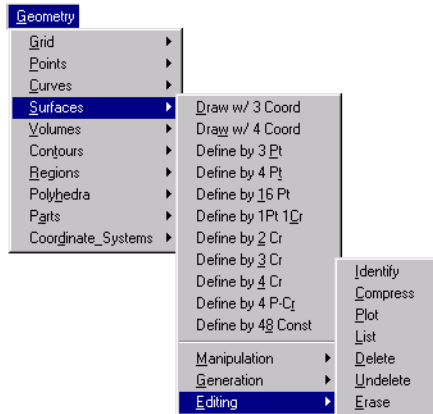 Geometry
Grid
Points
Curves
Surfaces
Volumes
Contours
Regions
Polyhedra
Parts
Coordinate_Systems
Draw w/ 3 Coord
Draw w/ 4 Coord
Define by 3 Pt
Define by 4 Pt
Define by 16 Pt
Define by 1Pt 1Cr
Define by 2 Cr
Define by 3 Cr
Define by 4 Cr
Define by 4 P-Cr
Define by 48 Const
Manipulation
Generation
Editing
Identify
Compress
Plot
List
Delete
Undelete
Erase